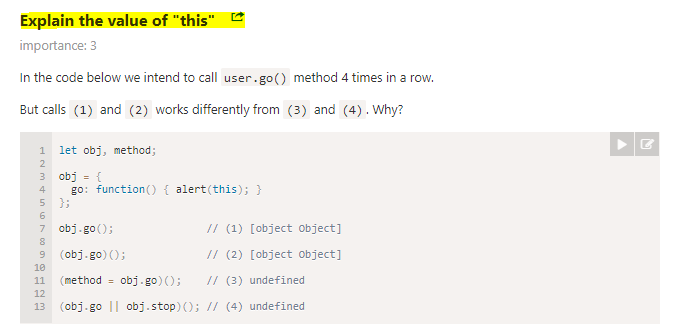 Explain the value of "this"
importance: 3
In the code below we intend to call user.go() method 4 times in a row.
But calls (1) and (2) works differently from (3) and (4). Why?
1 let obj, method;
2
3 obj = {
4   go: function() { alert(this); }
5 };
6
7 obj.go();               // (1) [object Object]
8
9 (obj.go)();             // (2) [object Object]
10
11 (method = obj.go)();    // (3) undefined
12
13 (obj.go || obj.stop)(); // (4) undefined